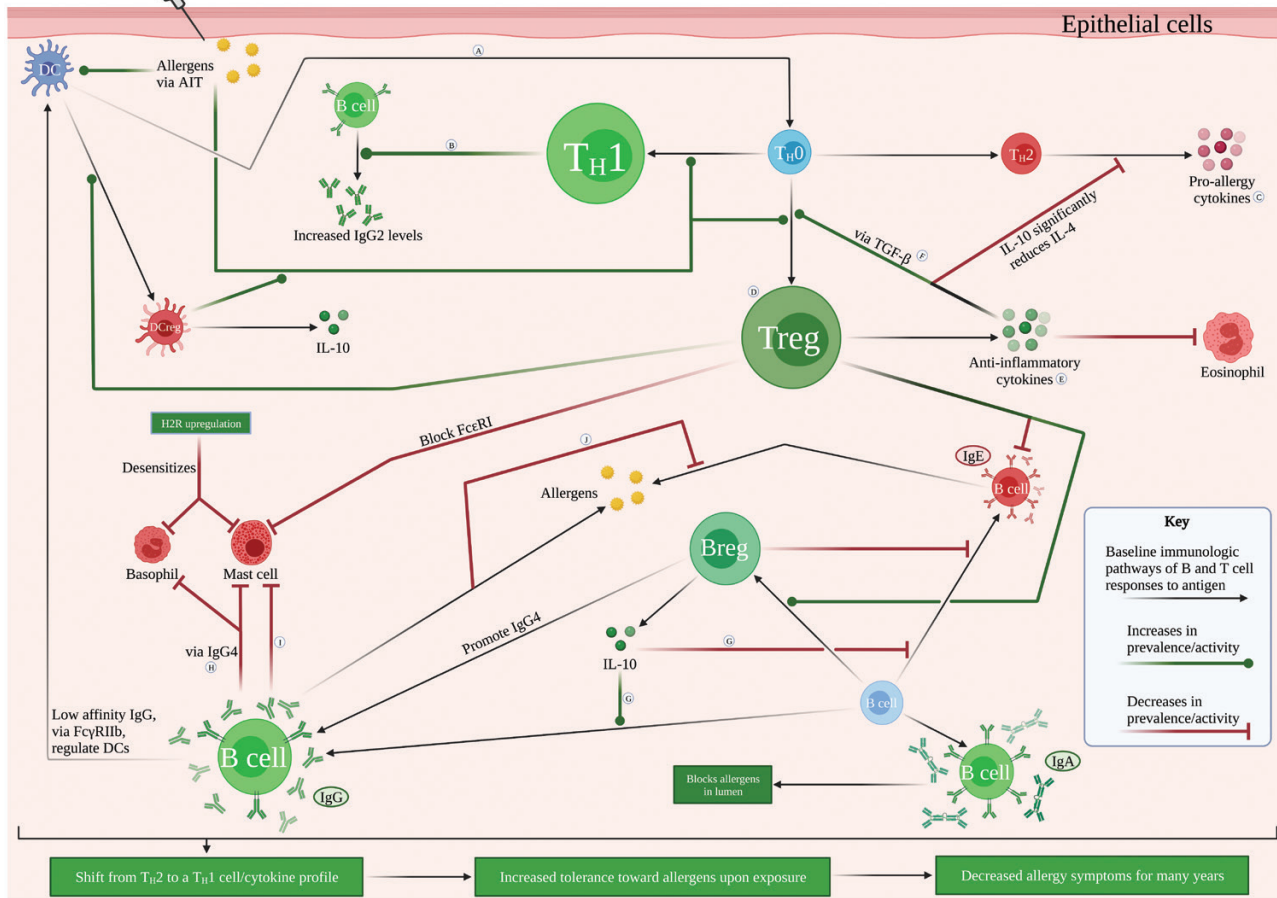 Epithelial cells
DC
Allergens
via AIT
A
B cell
B
TH1
TH0
TH2
Pro-allergy
cytokines C
Increased IgG2 levels
via TGF-β F
IL-10 significantly
reduces IL-4
D
DCreg
IL-10
Treg
Anti-inflammatory
cytokines E
Eosinophil
H2R upregulation
Block FcεRI
Desensitizes
J
IgE
B cell
Allergens
Key
Basophil
Mast cell
Breg
Baseline immunologic
pathways of B and T cell
responses to antigen
Promote IgG4
Increases in
prevalence/activity
via IgG4
H
I
IL-10
G
G
B cell
Decreases in
prevalence/activity
Low affinity IgG,
via FcγRIIb,
regulate DCs
B cell
IgG
Blocks allergens
in lumen
B cell
IgA
Shift from TH2 to a TH1 cell/cytokine profile
Increased tolerance toward allergens upon exposure
Decreased allergy symptoms for many years